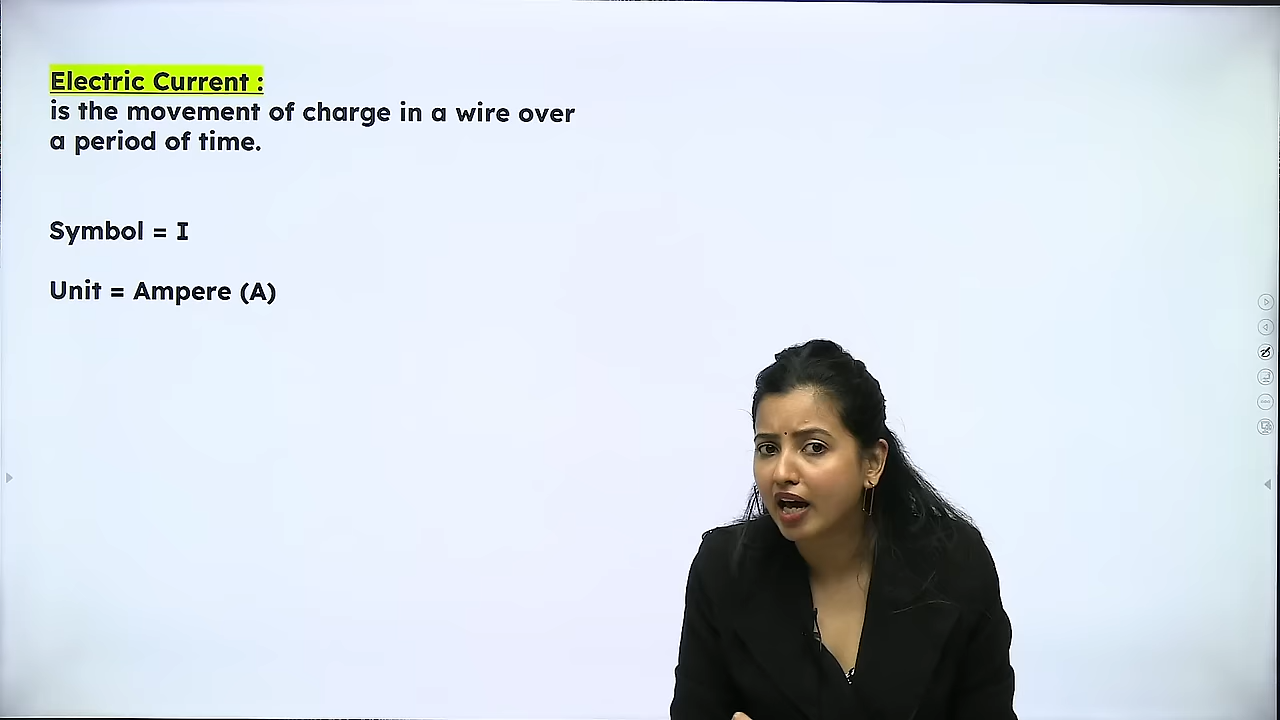 Electric Current :
is the movement of charge in a wire over
a period of time.
Symbol = I
Unit = Ampere (A)